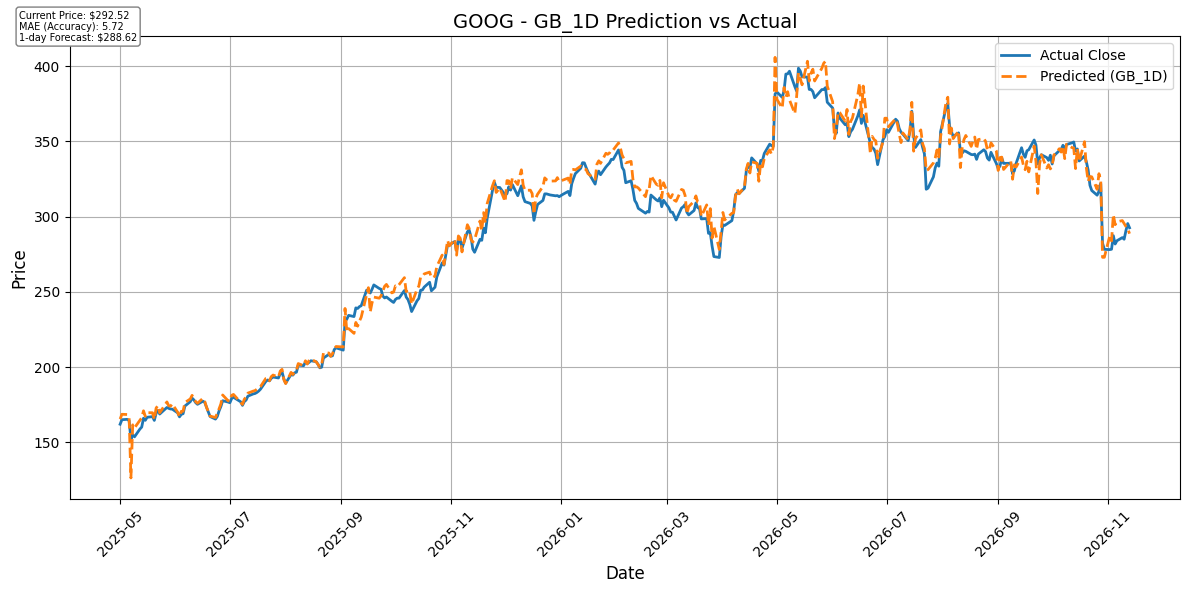 GOOG - GB_1D Prediction vs Actual
Current Price: $292.52
MAE (Accuracy): 5.72
1-day Forecast: $288.62
Actual Close
Predicted (GB_1D)
Price
400
350
300
250
200
150
2025-05
2025-07
2025-09
2025-11
2026-01
2026-03
2026-05
2026-07
2026-09
2026-11
Date